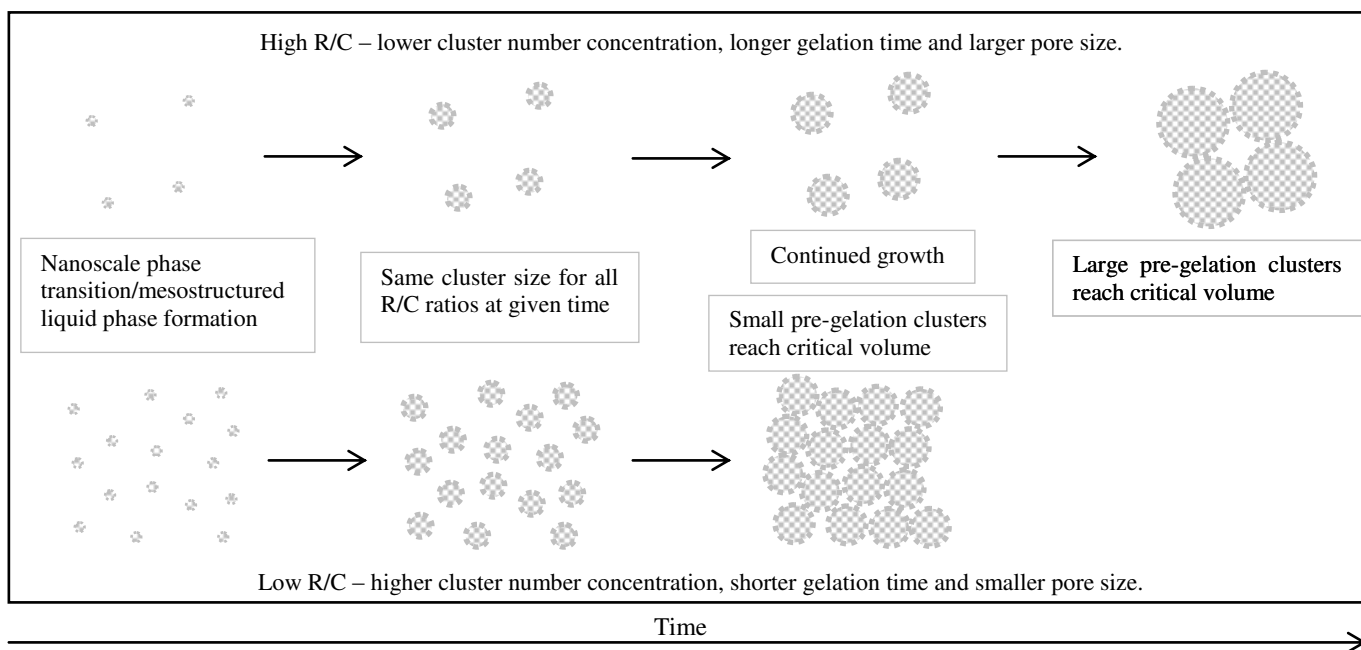 High R/C – lower cluster number concentration, longer gelation time and larger pore size.
Nanoscale phase
transition/mesostructured
liquid phase formation
Same cluster size for all
R/C ratios at given time
Continued growth
Small pre-gelation clusters
reach critical volume
Large pre-gelation clusters
reach critical volume
Low R/C – higher cluster number concentration, shorter gelation time and smaller pore size.
Time